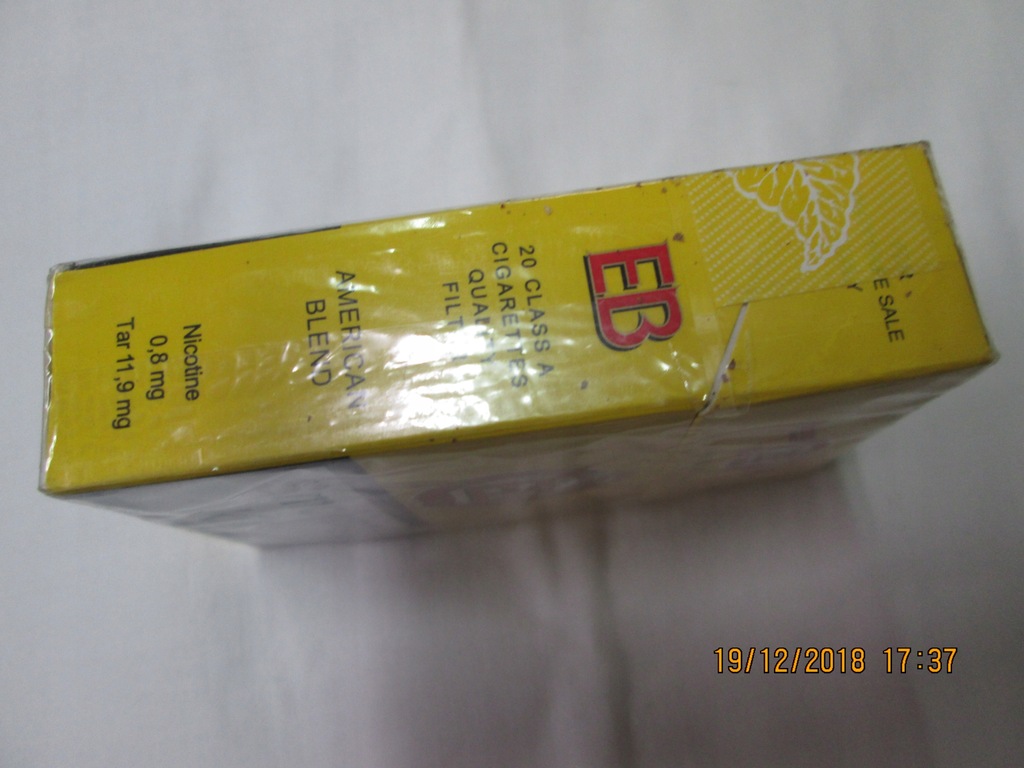 E SALE
EB
20 CLASS A
CIGARETTES
QUALITY
AMERICAN
BLEND
Nicotine
0,8 mg
Tar 11,9 mg
19/12/2018 17:37